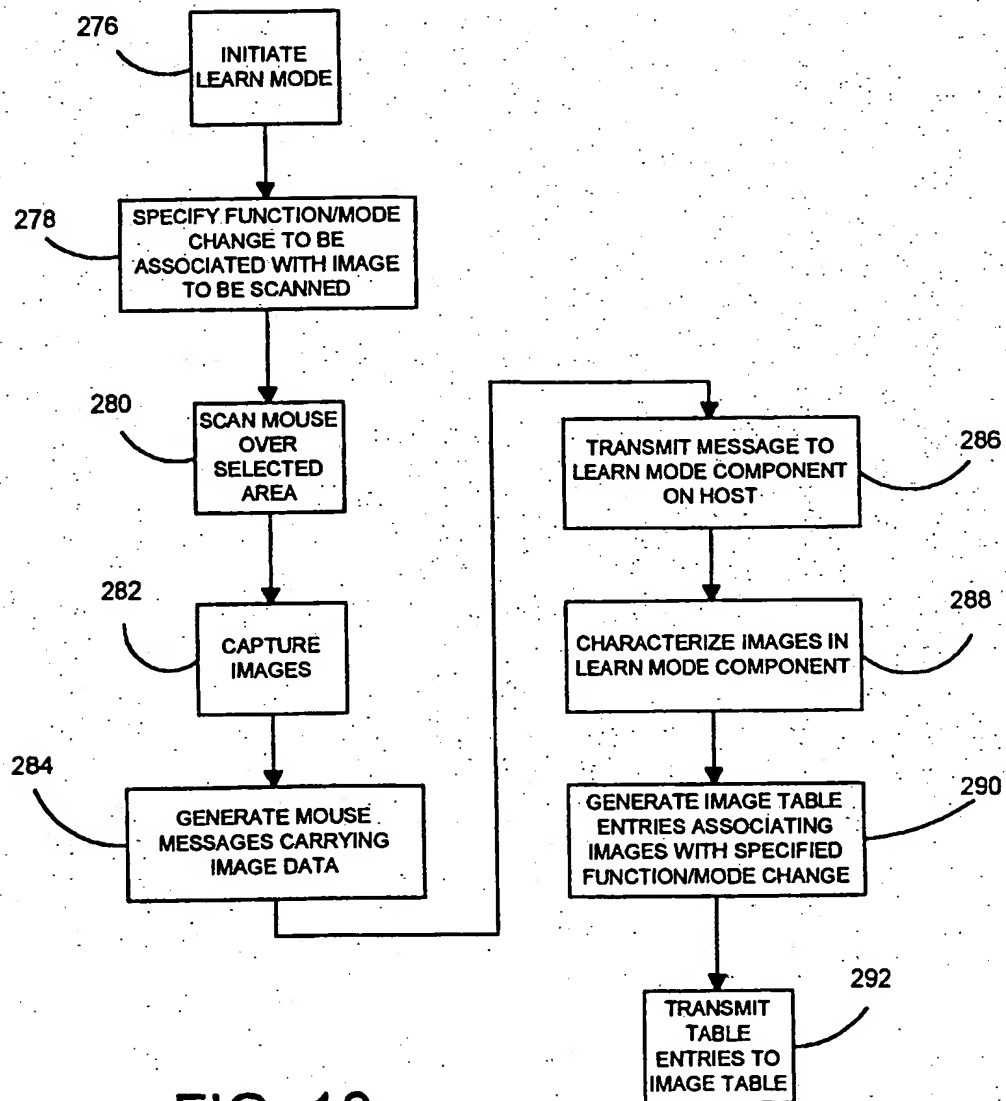 276
INITIATE
LEARN MODE
278
SPECIFY FUNCTION/MODE
CHANGE TO BE
ASSOCIATED WITH IMAGE
TO BE SCANNED
280
SCAN MOUSE
OVER
SELECTED
AREA
282
CAPTURE
IMAGES
284
GENERATE MOUSE
MESSAGES CARRYING
IMAGE DATA
TRANSMIT MESSAGE TO
LEARN MODE COMPONENT
ON HOST
286
CHARACTERIZE IMAGES IN
LEARN MODE COMPONENT
288
GENERATE IMAGE TABLE
ENTRIES ASSOCIATING
IMAGES WITH SPECIFIED
FUNCTION/MODE CHANGE
290
TRANSMIT
TABLE
ENTRIES TO
IMAGE TABLE
292